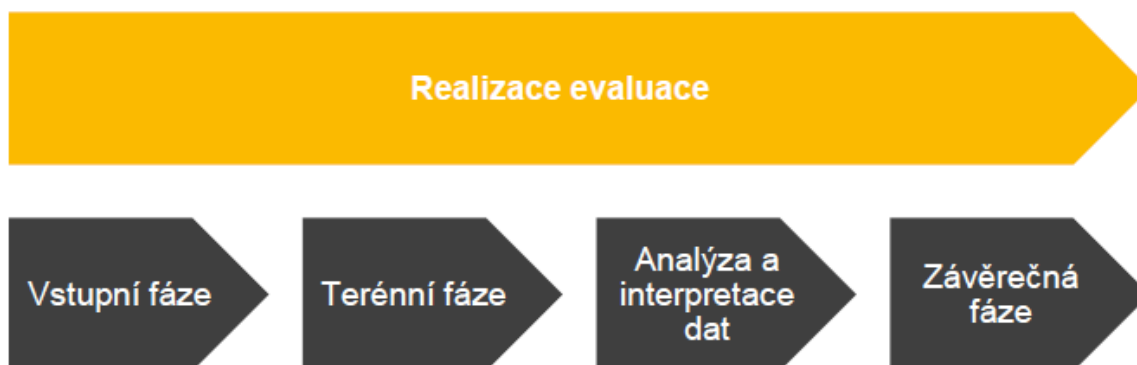 Realizace evaluace
Vstupní fáze
Terénní fáze
Analýza a
interpretace
dat
Závěrečná
fáze